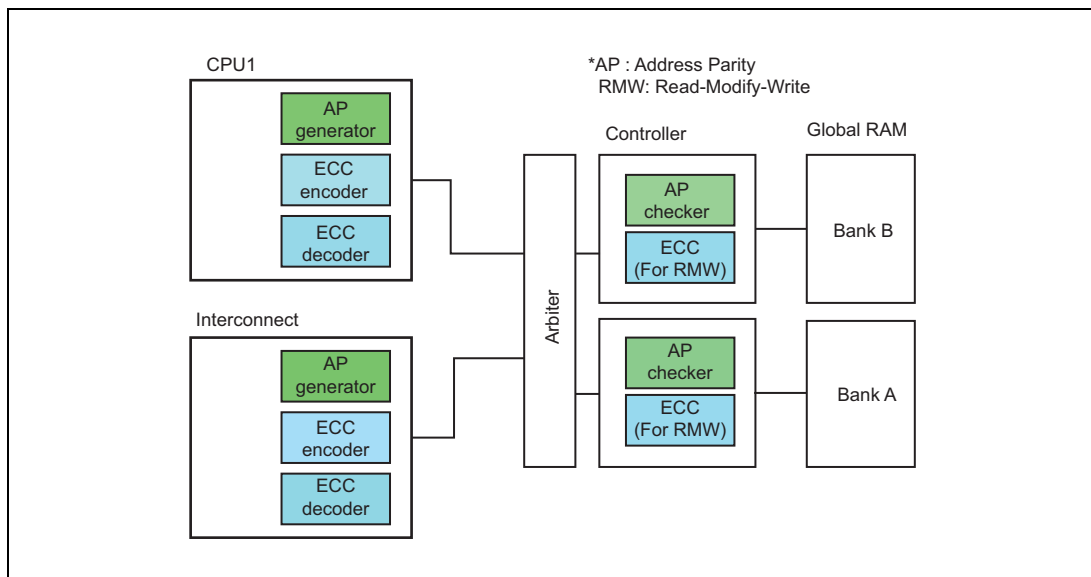 CPU1
AP
generator
ECC
encoder
ECC
decoder
Interconnect
AP
generator
ECC
encoder
ECC
decoder
Arbiter
*AP : Address Parity
RMW: Read-Modify-Write
Controller
AP
checker
ECC
(For RMW)
AP
checker
ECC
(For RMW)
Global RAM
Bank B
Bank A